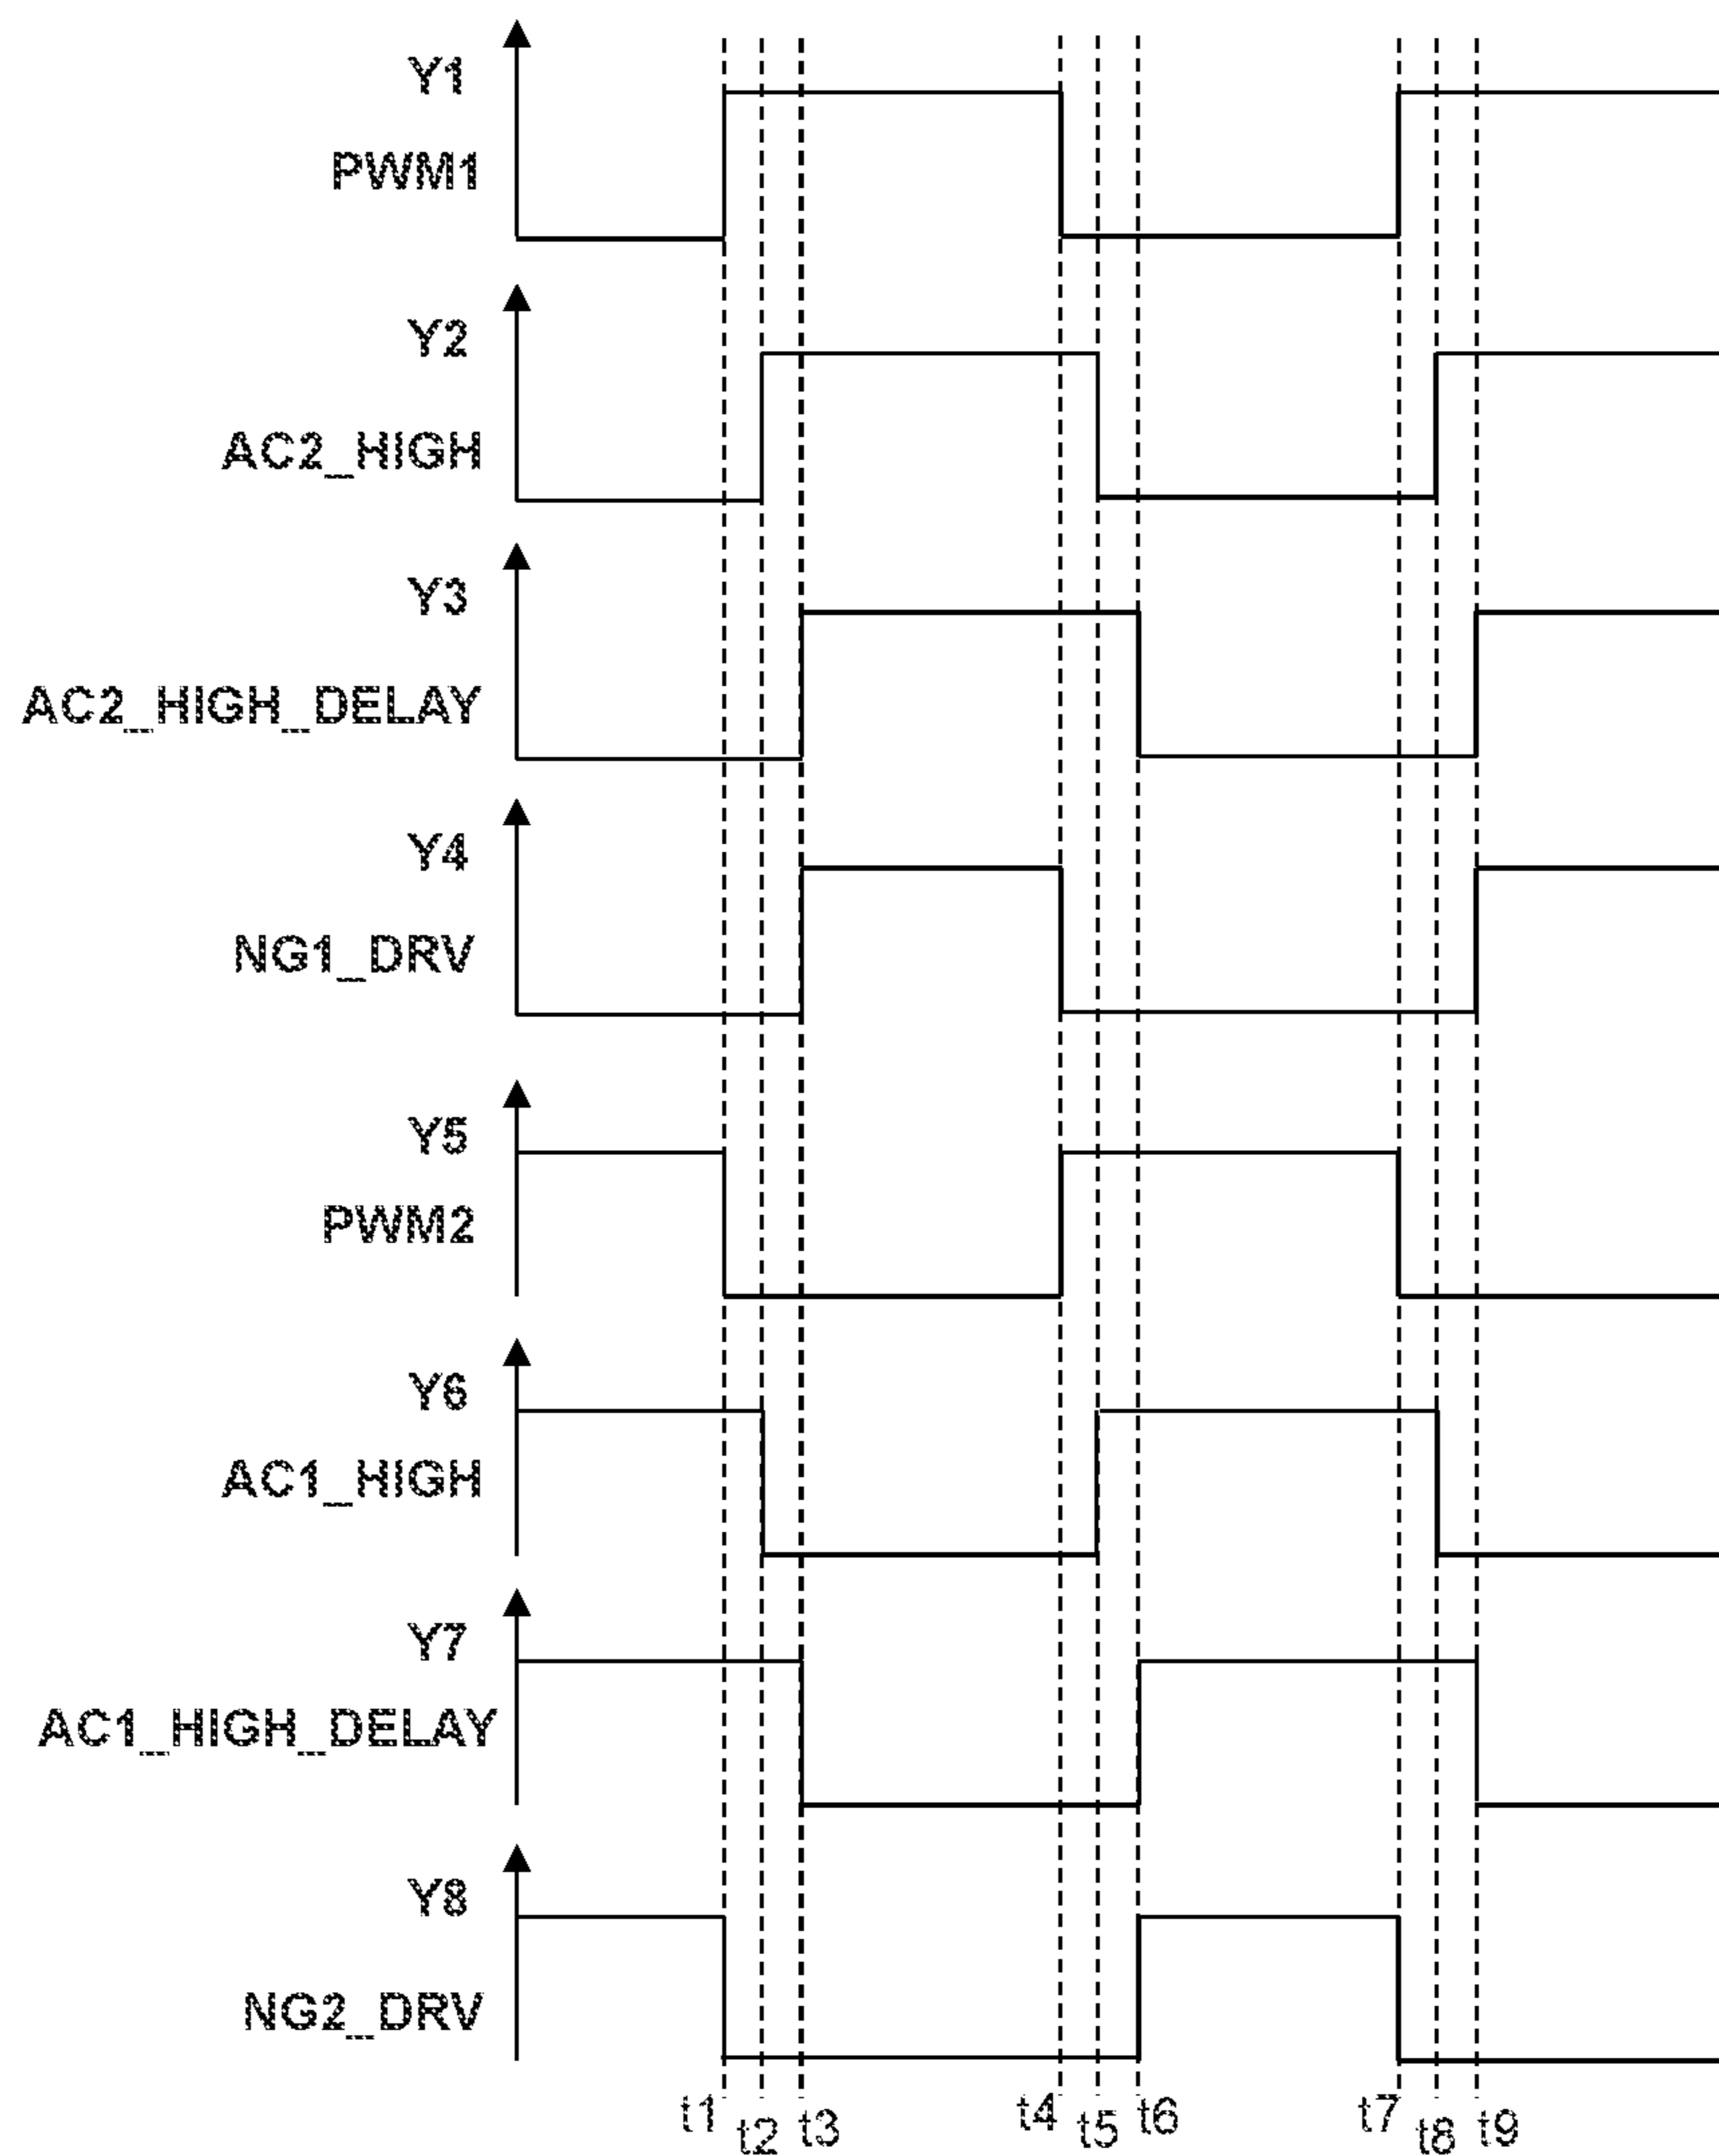 Y1
PWM1
Y2
AC2_HIGH
Y3
AC2_HIGH_DELAY
Y4
NG1_DRV
Y5
PWM2
Y6
AC1_HIGH
Y7
AC1_HIGH_DELAY
Y8
NG2_DRV
t1 t2 t3 t4 t5 t6 t7 t8 t9